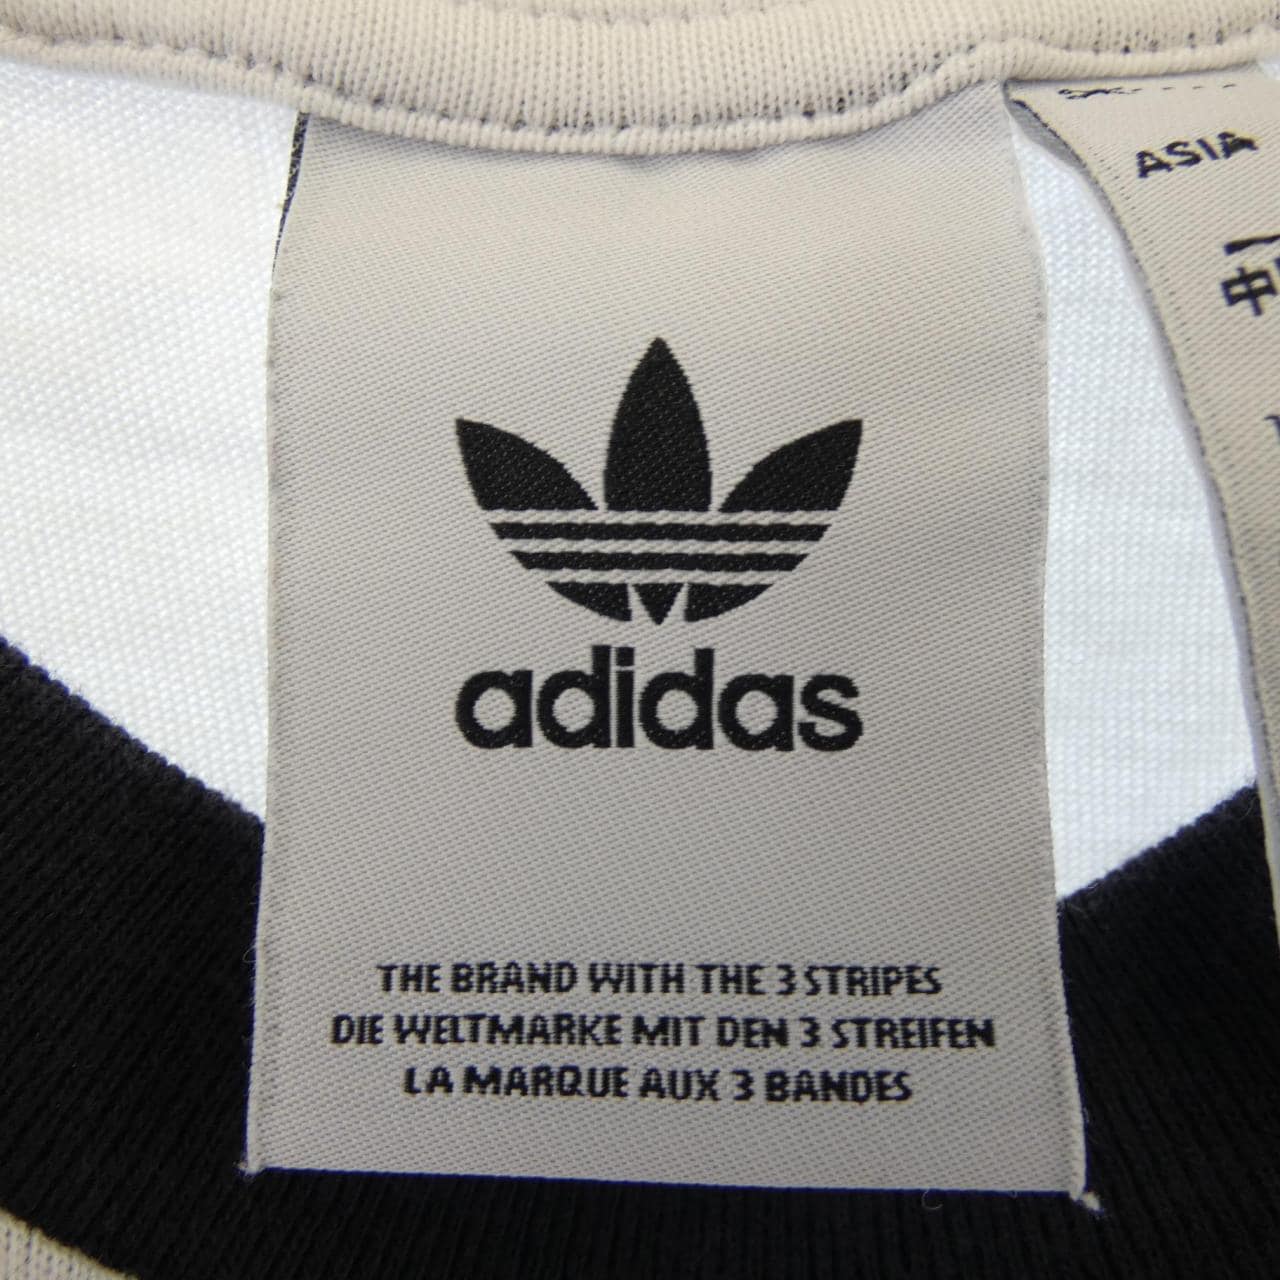 adidas
THE BRAND WITH THE 3 STRIPES
DIE WELTMARKE MIT DEN 3 STREIFEN
LA MARQUE AUX 3 BANDES
ASIA